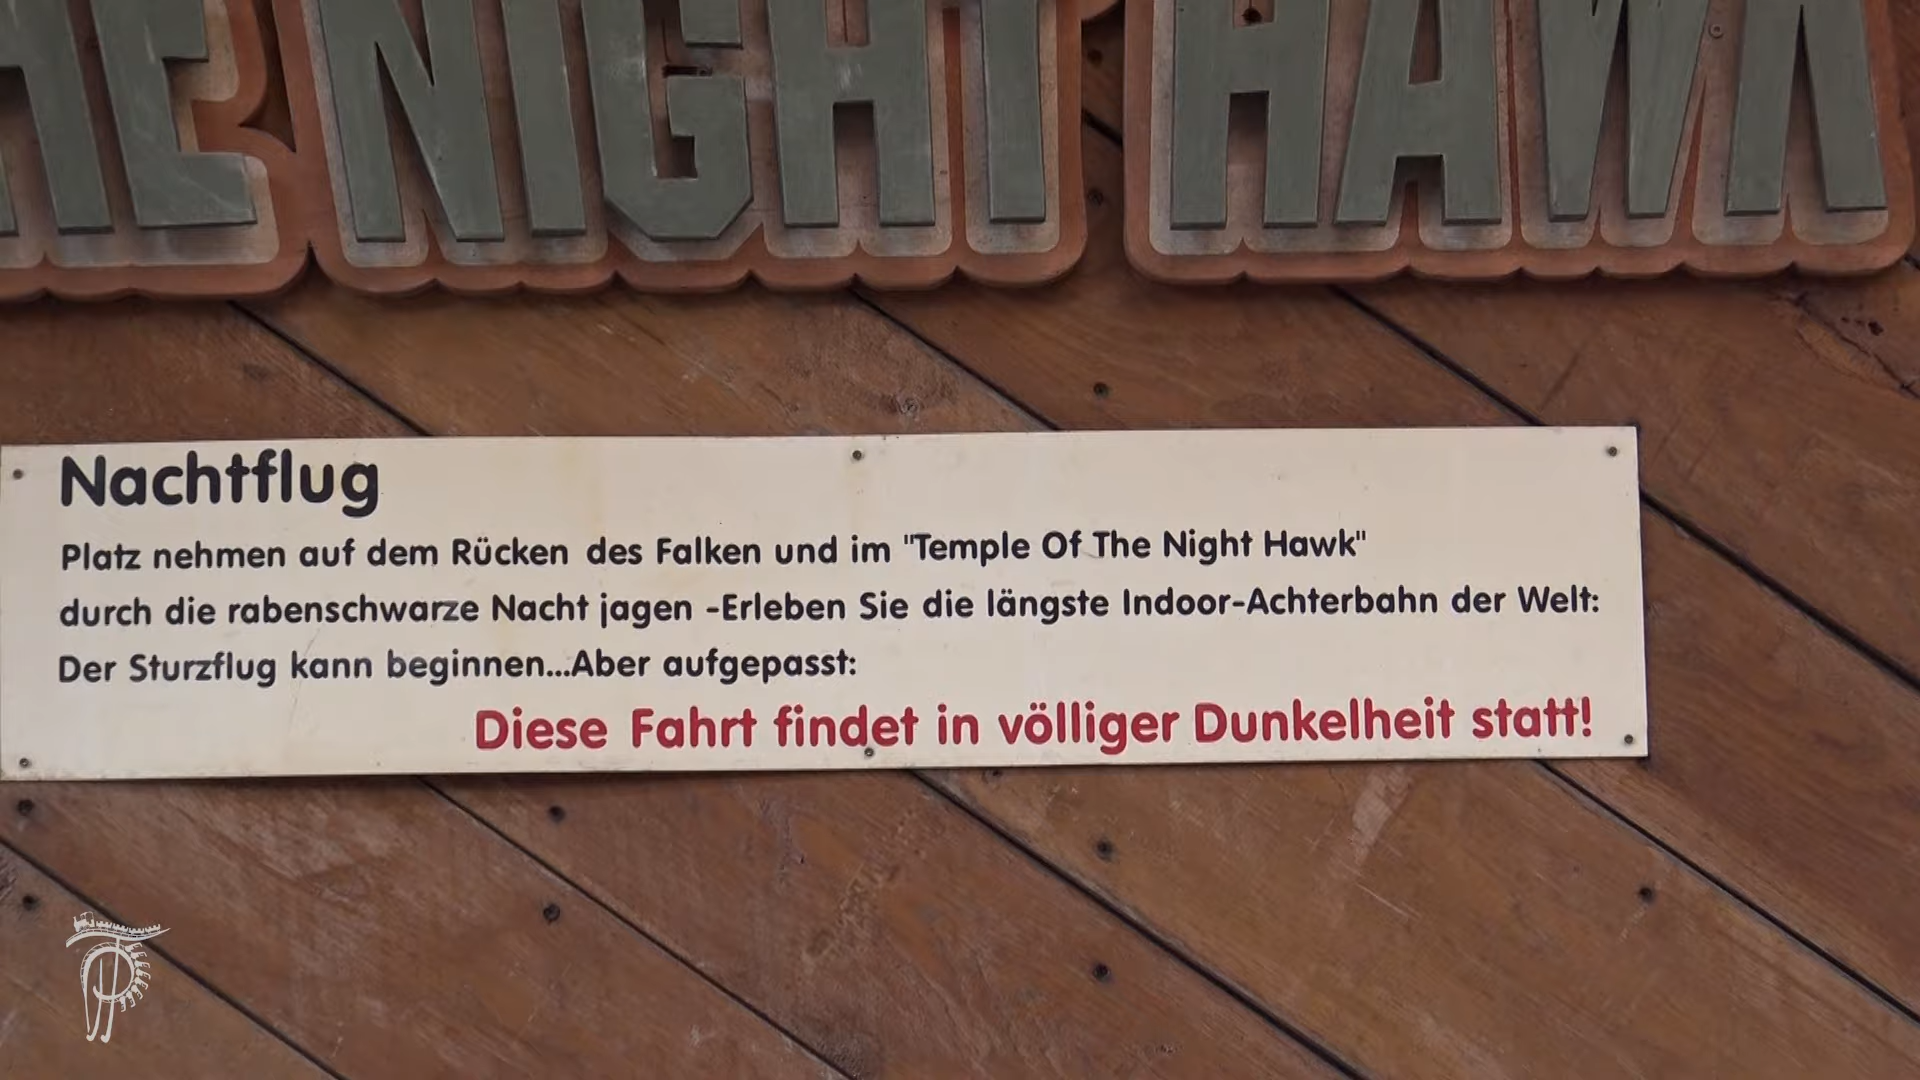 THE NIGHT HAWK
Nachtflug
Platz nehmen auf dem Rücken des Falken und im "Temple Of The Night Hawk"
durch die rabenschwarze Nacht jagen -Erleben Sie die längste Indoor-Achterbahn der Welt:
Der Sturzflug kann beginnen...Aber aufgepasst:
Diese Fahrt findet in völliger Dunkelheit statt!